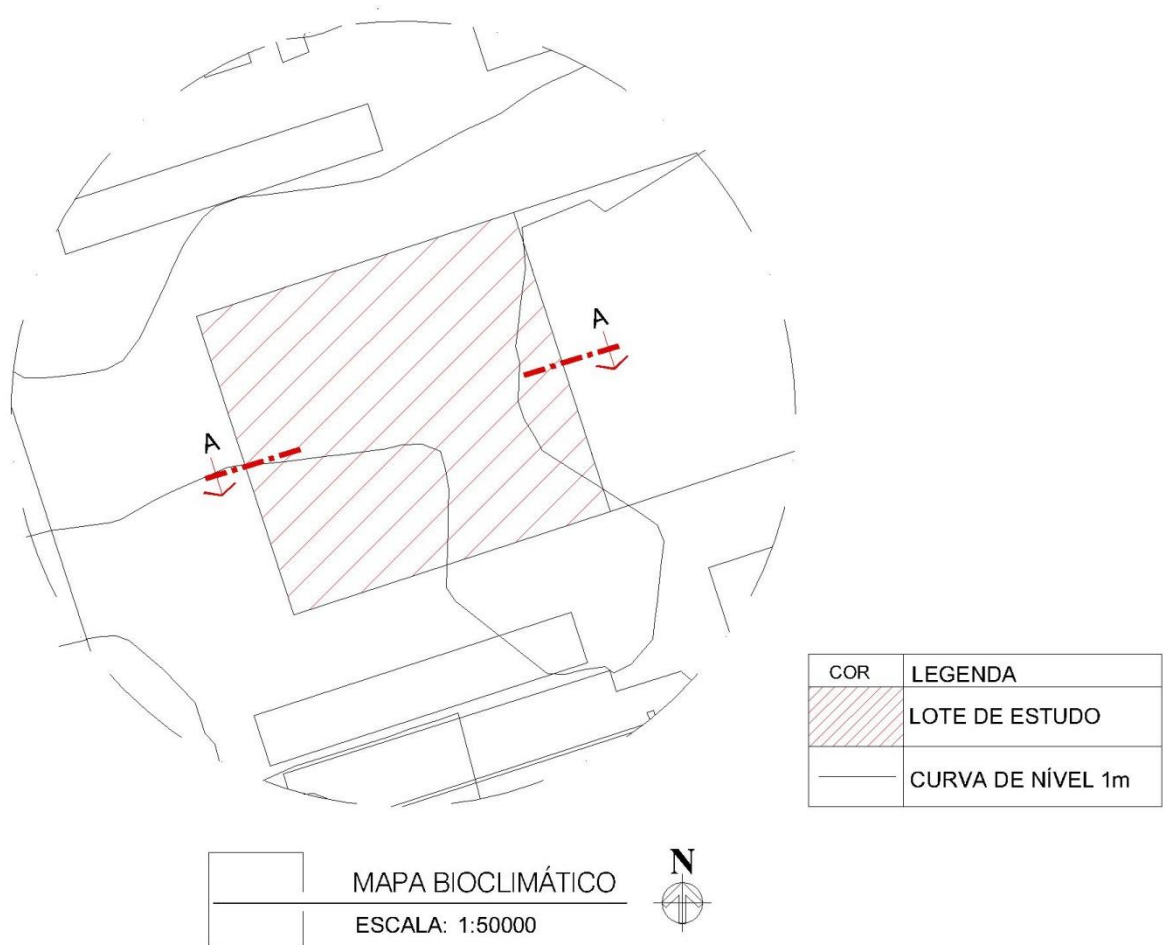 A
A
COR LEGENDA
LOTE DE ESTUDO
CURVA DE NÍVEL 1m
MAPA BIOCLIMÁTICO
N
ESCALA: 1:50000